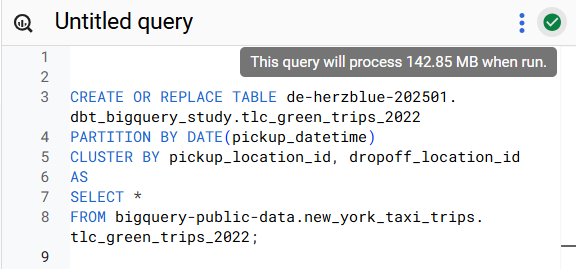 Untitled query
This query will process 142.85 MB when run.
1
2
3 CREATE OR REPLACE TABLE de-herzblue-202501.
dbt_bigquery_study.tlc_green_trips_2022
4 PARTITION BY DATE(pickup_datetime)
5 CLUSTER BY pickup_location_id, dropoff_location_id
6 AS
7 SELECT *
8 FROM bigquery-public-data.new_york_taxi_trips.
tlc_green_trips_2022;
9